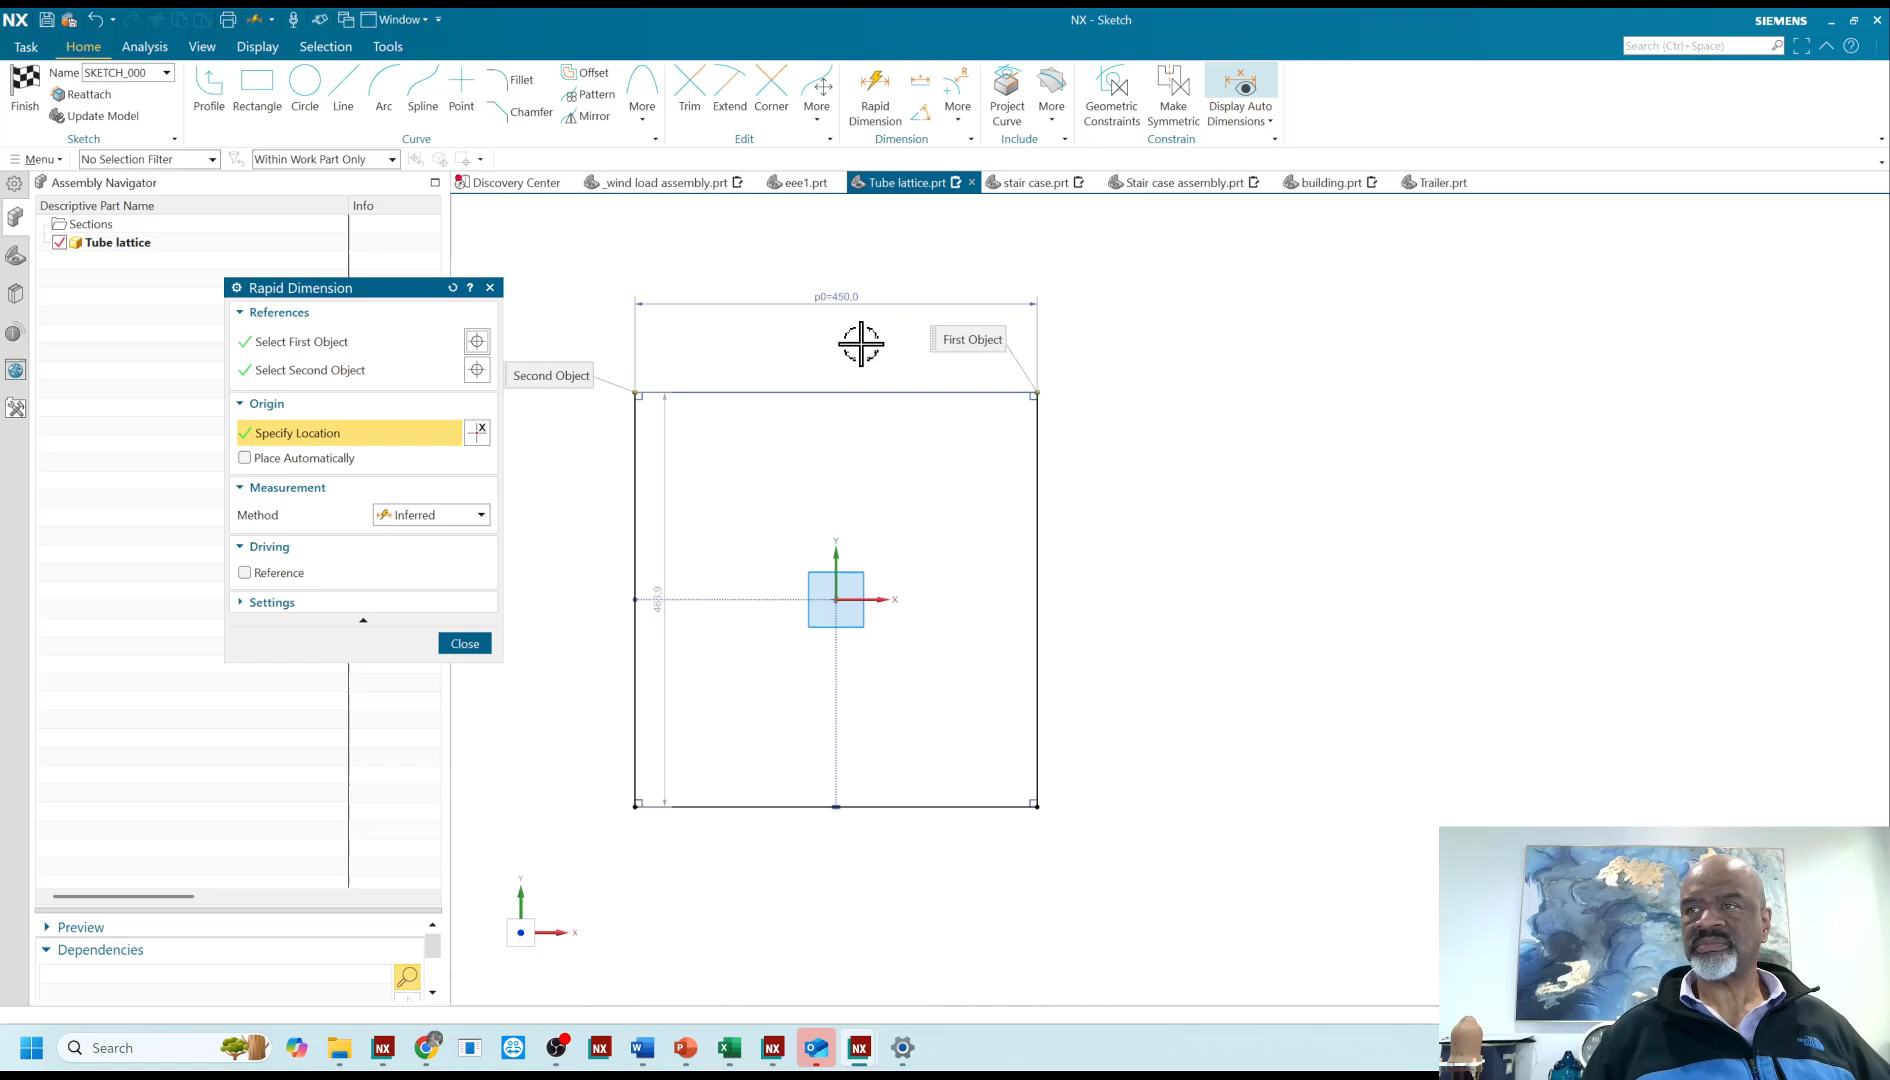 NX
Window
NX - Sketch
SIEMENS
Task
Home
Analysis
View
Display
Selection
Tools
Search (Ctrl+Space)
Name
SKETCH_000
Reattach
Update Model
Finish
Sketch
Profile
Rectangle
Circle
Line
Arc
Spline
Point
Fillet
Chamfer
Offset
Pattern
Mirror
More
Curve
Trim
Extend
Corner
More
Edit
Rapid
Dimension
More
Dimension
Project
Curve
More
Include
Geometric
Constraints
Make
Symmetric
Display Auto
Dimensions
Constrain
Menu
No Selection Filter
Within Work Part Only
Assembly Navigator
Discovery Center
_wind load assembly.prt
eee1.prt
Tube lattice.prt
stair case.prt
Stair case assembly.prt
building.prt
Trailer.prt
Descriptive Part Name
Info
Sections
Tube lattice
Rapid Dimension
References
Select First Object
Select Second Object
Origin
Specify Location
Place Automatically
Measurement
Method
Inferred
Driving
Reference
Settings
Close
p0=450,0
First Object
Second Object
Y
X
Y
X
Preview
Dependencies
Search